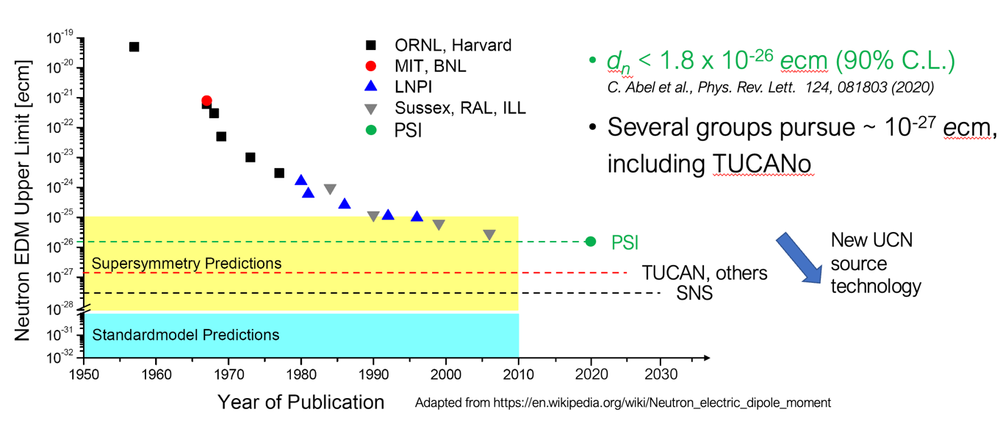 10-19
10-20
10-21
10-22
10-23
10-24
10-25
10-26
10-27
10-28
10-31
10-32
Neutron EDM Upper Limit [ecm]
ORNL, Harvard
MIT, BNL
LNPI
Sussex, RAL, ILL
PSI
• dn < 1.8 x 10-26 ecm (90% C.L.)
C. Abel et al., Phys. Rev. Lett. 124, 081803 (2020)
• Several groups pursue ~ 10-27 ecm,
including TUCANo
PSI
Supersymmetry Predictions
TUCAN, others
SNS
New UCN
source
technology
Standardmodel Predictions
1950 1960 1970 1980 1990 2000 2010 2020 2030
Year of Publication
Adapted from https://en.wikipedia.org/wiki/Neutron_electric_dipole_moment